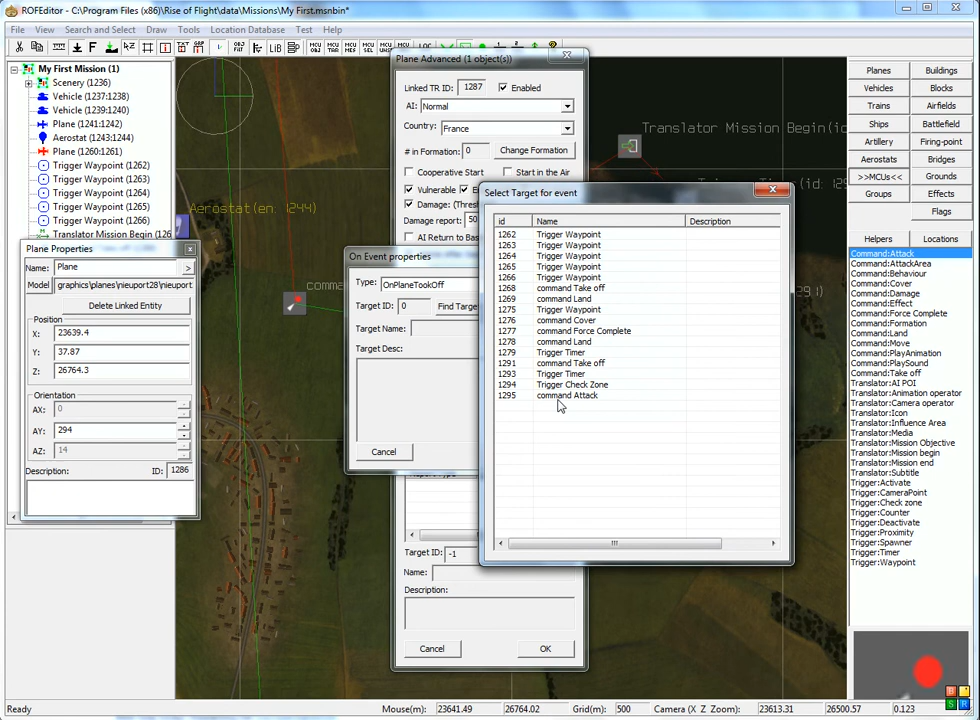 ROFEditor - C:\Program Files (x86)\Rise of Flight\data\Missions\My First.msnbin*
File View Search and Select Draw Tools Location Database Test Help
My First Mission (1)
Scenery (1236)
Vehicle (1237:1238)
Vehicle (1239:1240)
Plane (1241:1242)
Aerostat (1243:1244)
Plane (1260:1261)
Trigger Waypoint (1262)
Trigger Waypoint (1263)
Trigger Waypoint (1264)
Trigger Waypoint (1265)
Trigger Waypoint (1266)
Translator Mission Begin (126
Plane Properties
Name: Plane >
Model graphics\planes\nieuport28\nieuport
Delete Linked Entity
Position
X: 23639.4
Y: 37.87
Z: 26764.3
Orientation
AX: 0
AY: 294
AZ: 14
Description: ID: 1286
Aerostat(en: 1244)
comma
Translator Mission Begin(id
Plane Advanced (1 object(s))
Linked TR ID: 1287 Enabled
AI: Normal
Country: France
# in Formation: 0 Change Formation
Cooperative Start Start in the Air
Vulnerable E
Damage: (Thres
Damage report: 50
AI Return to Bas
On Event properties
Type: OnPlaneTookOff
Target ID: 0 Find Targe
Target Name:
Target Desc:
Cancel
Target ID: -1
Name:
Description:
Cancel OK
Select Target for event
id Name Description
1262 Trigger Waypoint
1263 Trigger Waypoint
1264 Trigger Waypoint
1265 Trigger Waypoint
1266 Trigger Waypoint
1268 command Take off
1269 command Land
1275 Trigger Waypoint
1276 command Cover
1277 command Force Complete
1278 command Land
1279 Trigger Timer
1291 command Take off
1293 Trigger Timer
1294 Trigger Check Zone
1295 command Attack
Planes Buildings
Vehicles Blocks
Trains Airfields
Ships Battlefield
Artillery Firing-point
Aerostats Bridges
>>MCUs<< Grounds
Groups Effects
Flags
Helpers Locations
Command:Attack
Command:AttackArea
Command:Behaviour
Command:Cover
Command:Damage
Command:Effect
Command:Force Complete
Command:Formation
Command:Land
Command:Move
Command:PlayAnimation
Command:PlaySound
Command:Take off
Translator:AI POI
Translator:Animation operator
Translator:Camera operator
Translator:Icon
Translator:Influence Area
Translator:Media
Translator:Mission Objective
Translator:Mission begin
Translator:Mission end
Translator:Subtitle
Trigger:Activate
Trigger:CameraPoint
Trigger:Check zone
Trigger:Counter
Trigger:Deactivate
Trigger:Proximity
Trigger:Spawner
Trigger:Timer
Trigger:Waypoint
Ready Mouse(m): 23641.49 26764.02 Grid(m): 500 Camera (X Z Zoom): 23613.31 26500.57 0.123